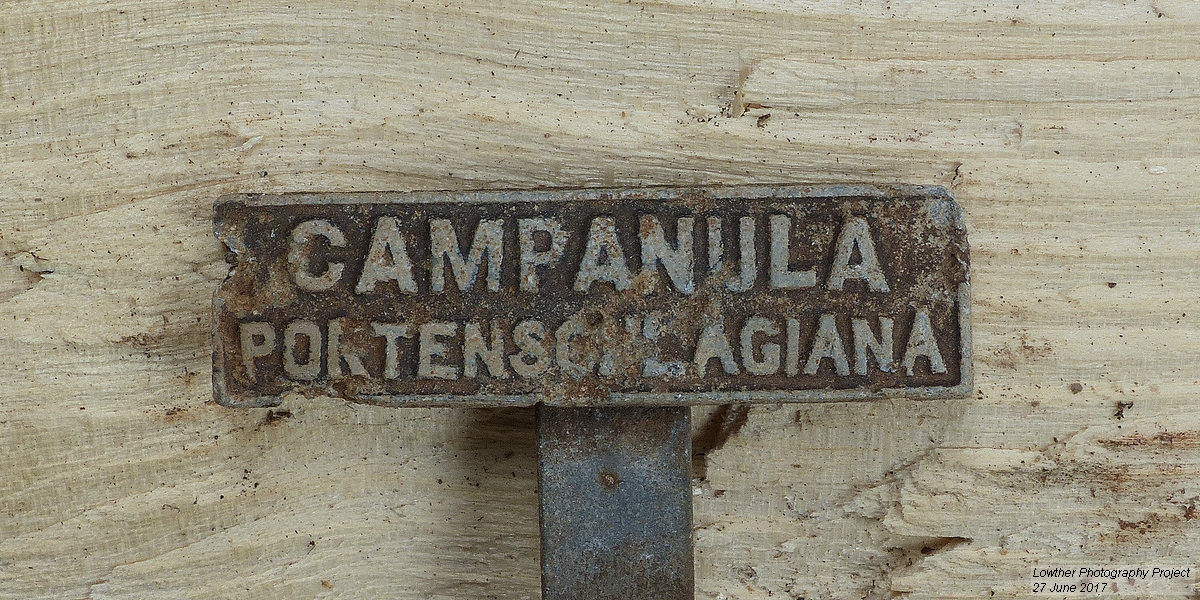 CAMPANULA
PORTENSCHLAGIANA
Lowther Photography Project
27 June 2017